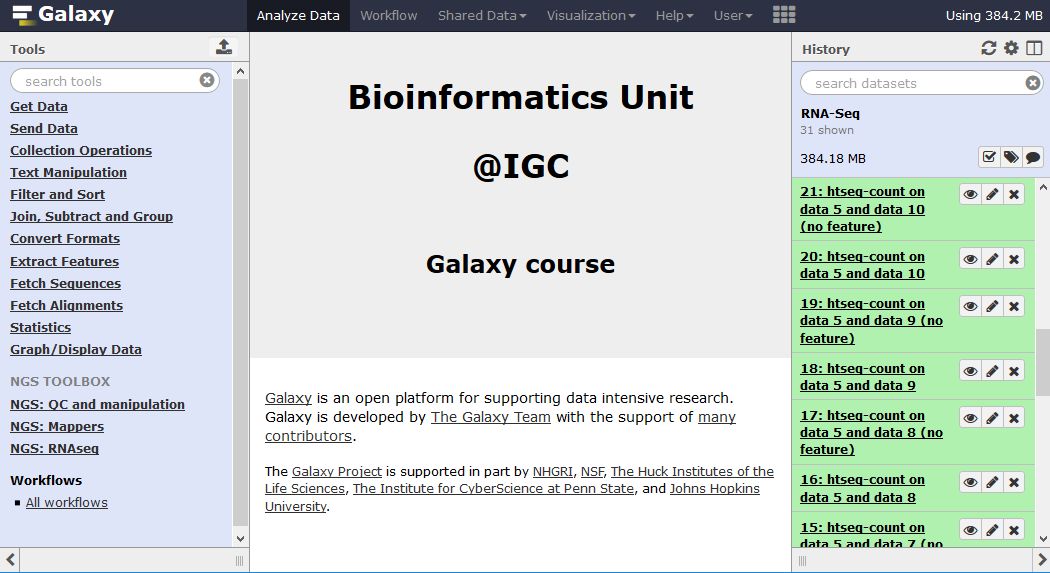 Galaxy
Analyze Data
Workflow
Shared Data
Visualization
Help
User
Using 384.2 MB
Tools
search tools
Get Data
Send Data
Collection Operations
Text Manipulation
Filter and Sort
Join, Subtract and Group
Convert Formats
Extract Features
Fetch Sequences
Fetch Alignments
Statistics
Graph/Display Data
NGS TOOLBOX
NGS: QC and manipulation
NGS: Mappers
NGS: RNAseq
Workflows
All workflows
Bioinformatics Unit
@IGC
Galaxy course
Galaxy is an open platform for supporting data intensive research.
Galaxy is developed by The Galaxy Team with the support of many
contributors.
The Galaxy Project is supported in part by NHGRI, NSF, The Huck Institutes of the
Life Sciences, The Institute for CyberScience at Penn State, and Johns Hopkins
University.
History
search datasets
RNA-Seq
31 shown
384.18 MB
21: htseq-count on
data 5 and data 10
(no feature)
20: htseq-count on
data 5 and data 10
19: htseq-count on
data 5 and data 9 (no
feature)
18: htseq-count on
data 5 and data 9
17: htseq-count on
data 5 and data 8 (no
feature)
16: htseq-count on
data 5 and data 8
15: htseq-count on
data 5 and data 7 (no